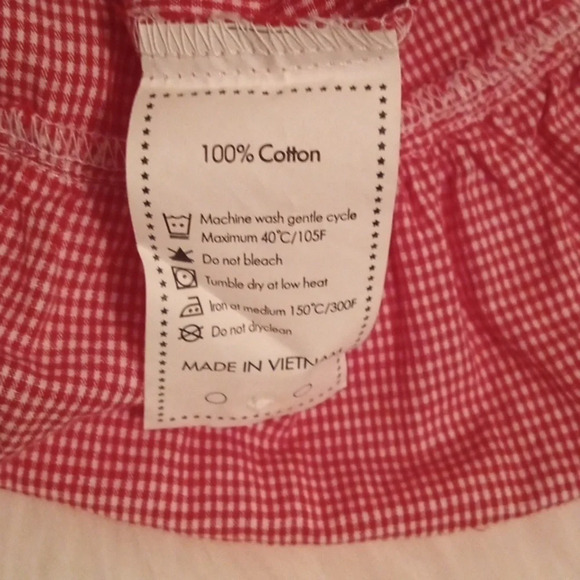 100% Cotton
Machine wash gentle cycle
Maximum 40°C/105F
Do not bleach
Tumble dry at low heat
Iron at medium 150°C/300F
Do not dryclean
MADE IN VIETN